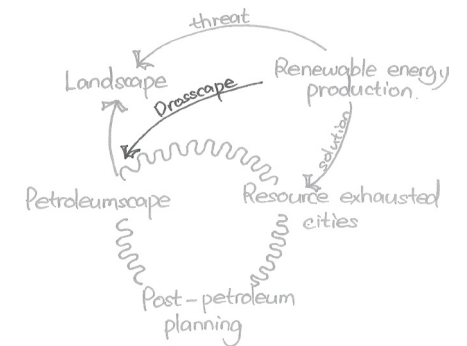 threat
Landscape
Renewable energy
production.
Drosscape
solution
Petroleumscape
Resource exhausted
cities
Post-petroleum
planning